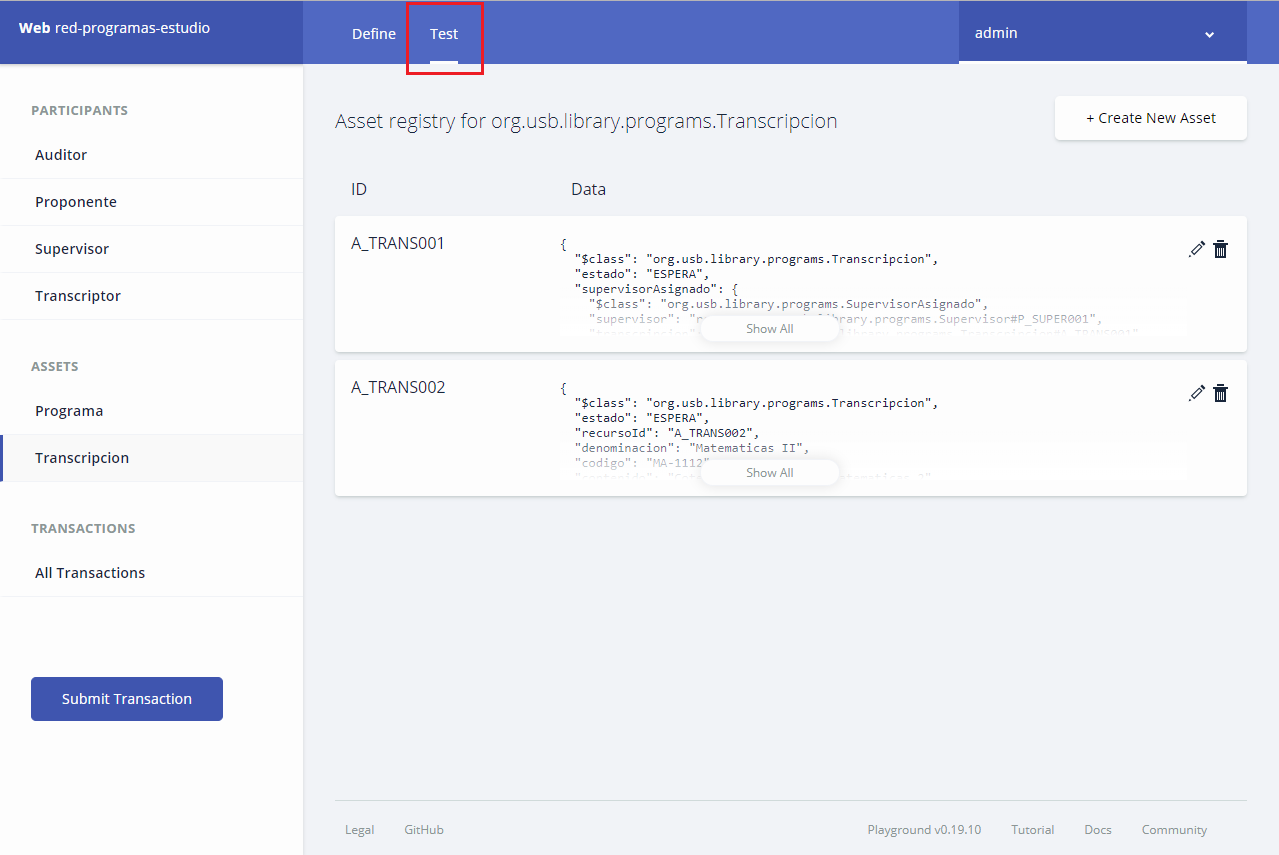 Web red-programas-estudio
Define
Test
admin
PARTICIPANTS
Auditor
Proponente
Supervisor
Transcriptor
ASSETS
Programa
Transcripcion
TRANSACTIONS
All Transactions
Submit Transaction
Asset registry for org.usb.library.programs.Transcripcion
+ Create New Asset
ID Data
A_TRANS001
{
"$class": "org.usb.library.programs.Transcripcion",
"estado": "ESPERA",
"supervisorAsignado": {
"$class": "org.usb.library.programs.SupervisorAsignado",
"supervisor": library.programs.Supervisor#P_SUPER001",
Show All
A_TRANS002
{
"$class": "org.usb.library.programs.Transcripcion",
"estado": "ESPERA",
"recursoId": "A_TRANS002",
"denominacion": "Matematicas II",
"codigo": "MA-1112"
Show All
Legal
GitHub
Playground v0.19.10
Tutorial
Docs
Community